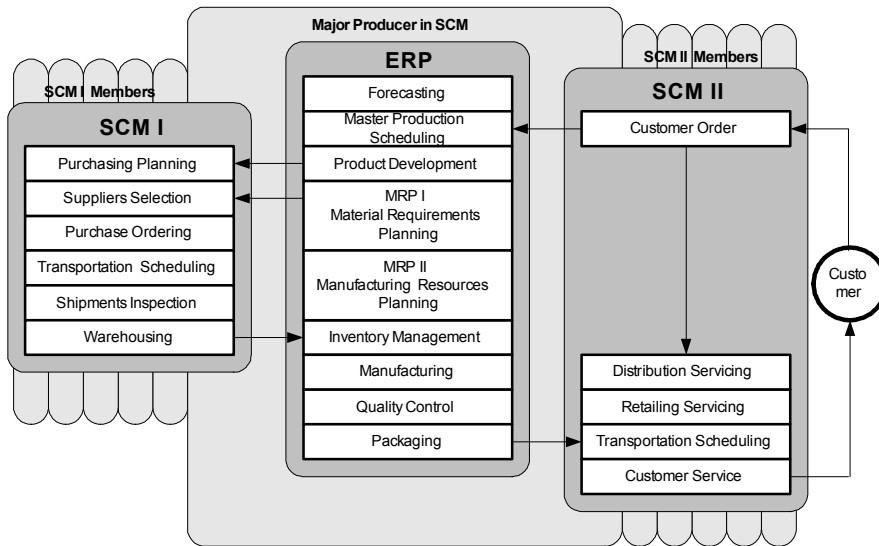 Major Producer in SCM
SCM I Members
SCM I
Purchasing Planning
Suppliers Selection
Purchase Ordering
Transportation Scheduling
Shipments Inspection
Warehousing
ERP
Forecasting
Master Production
Scheduling
Product Development
MRP I
Material Requirements
Planning
MRP II
Manufacturing Resources
Planning
Inventory Management
Manufacturing
Quality Control
Packaging
SCM II Members
SCM II
Customer Order
Distribution Servicing
Retailing Servicing
Transportation Scheduling
Customer Service
Custo
mer